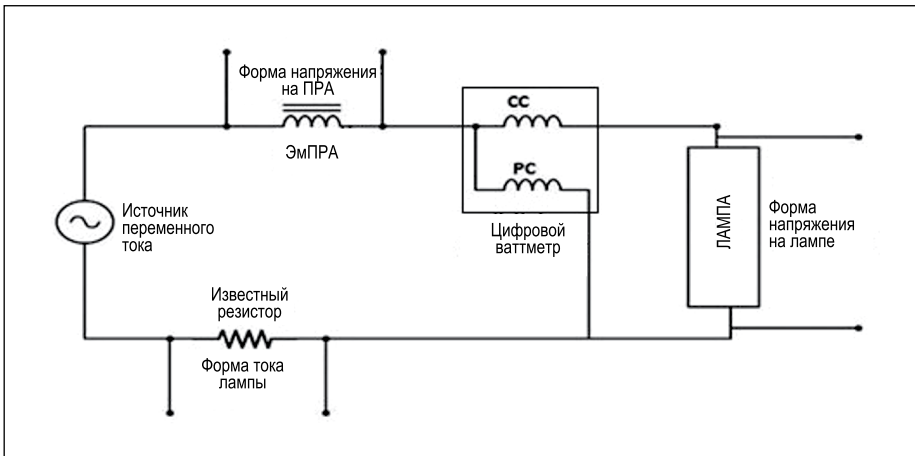 Форма напряжения
на ПРА
ЭмПРА
CC
PC
Цифровой
ваттметр
Источник
переменного
тока
ЛАМПА
Форма
напряжения
на лампе
Известный
резистор
Форма тока
лампы